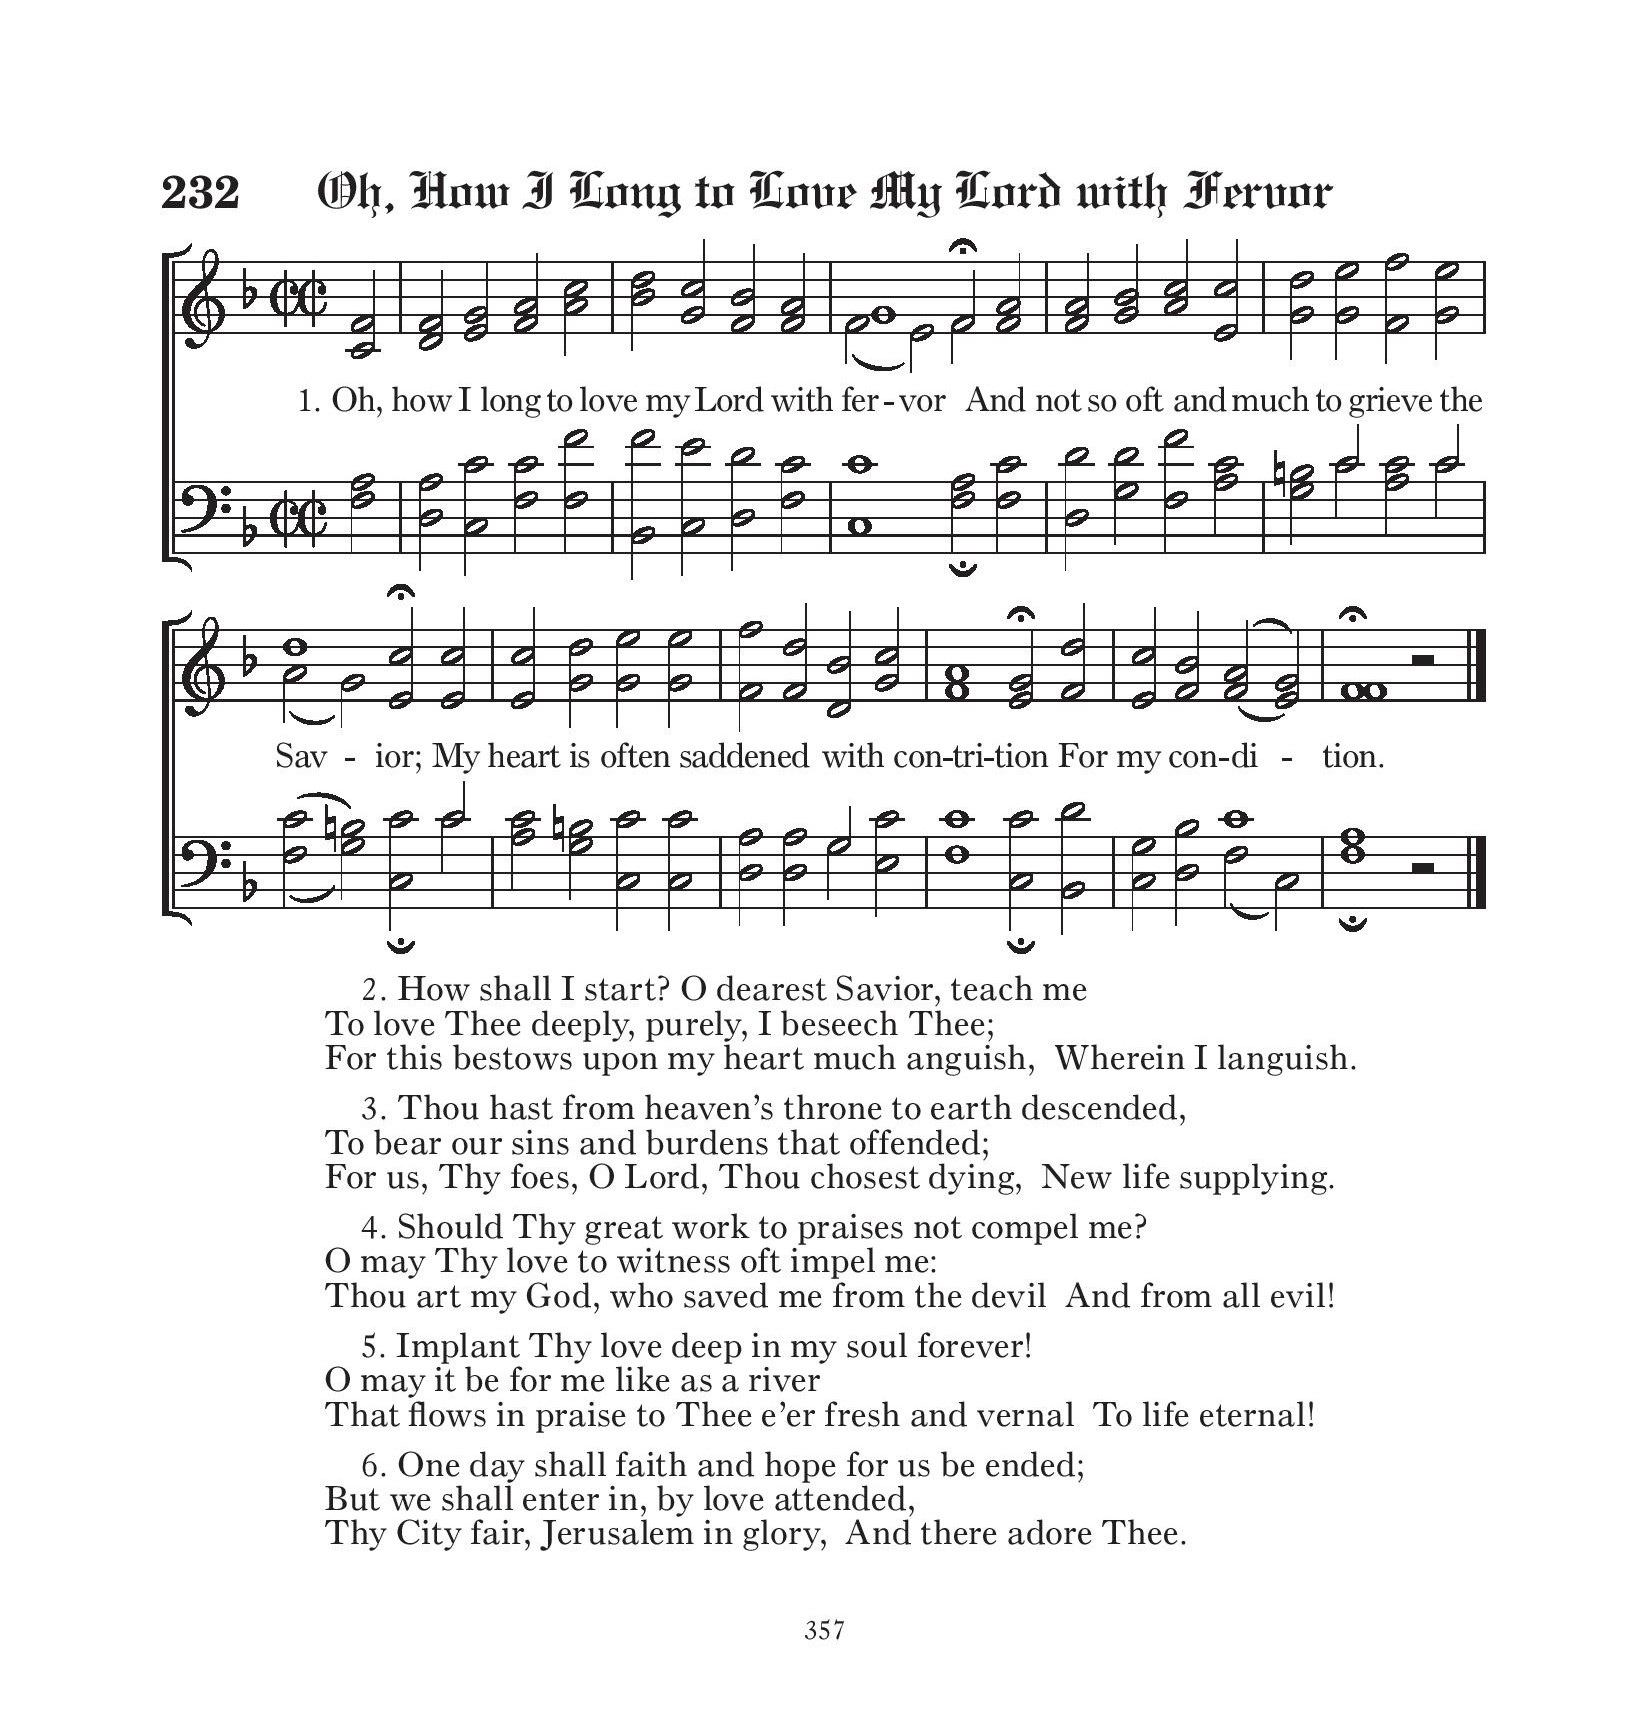 232 Oh, How I Long to Love My Lord with Fervor
1. Oh, how I long to love my Lord with fer - vor And not so oft and much to grieve the
Sav - ior; My heart is often saddened with con-tri-tion For my con-di - tion.
2. How shall I start? O dearest Savior, teach me
To love Thee deeply, purely, I beseech Thee;
For this bestows upon my heart much anguish, Wherein I languish.
3. Thou hast from heaven’s throne to earth descended,
To bear our sins and burdens that offended;
For us, Thy foes, O Lord, Thou chosest dying, New life supplying.
4. Should Thy great work to praises not compel me?
O may Thy love to witness oft impel me:
Thou art my God, who saved me from the devil And from all evil!
5. Implant Thy love deep in my soul forever!
O may it be for me like as a river
That flows in praise to Thee e’er fresh and vernal To life eternal!
6. One day shall faith and hope for us be ended;
But we shall enter in, by love attended,
Thy City fair, Jerusalem in glory, And there adore Thee.
357